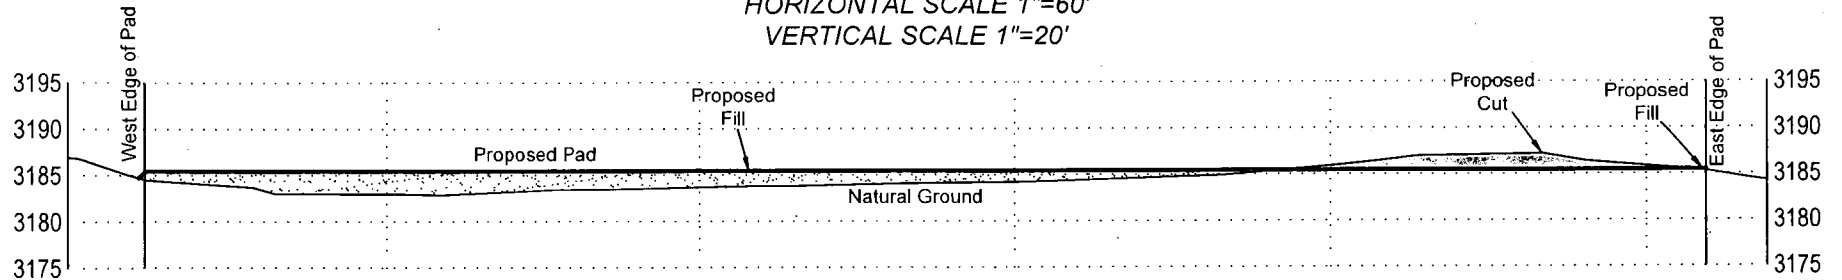 HORIZONTAL SCALE 1"=60'
VERTICAL SCALE 1"=20'
West Edge of Pad
East Edge of Pad
3195
3190
3185
3180
3175
Proposed
Fill
Proposed Pad
Natural Ground
Proposed
Cut
Proposed
Fill
3195
3190
3185
3180
3175